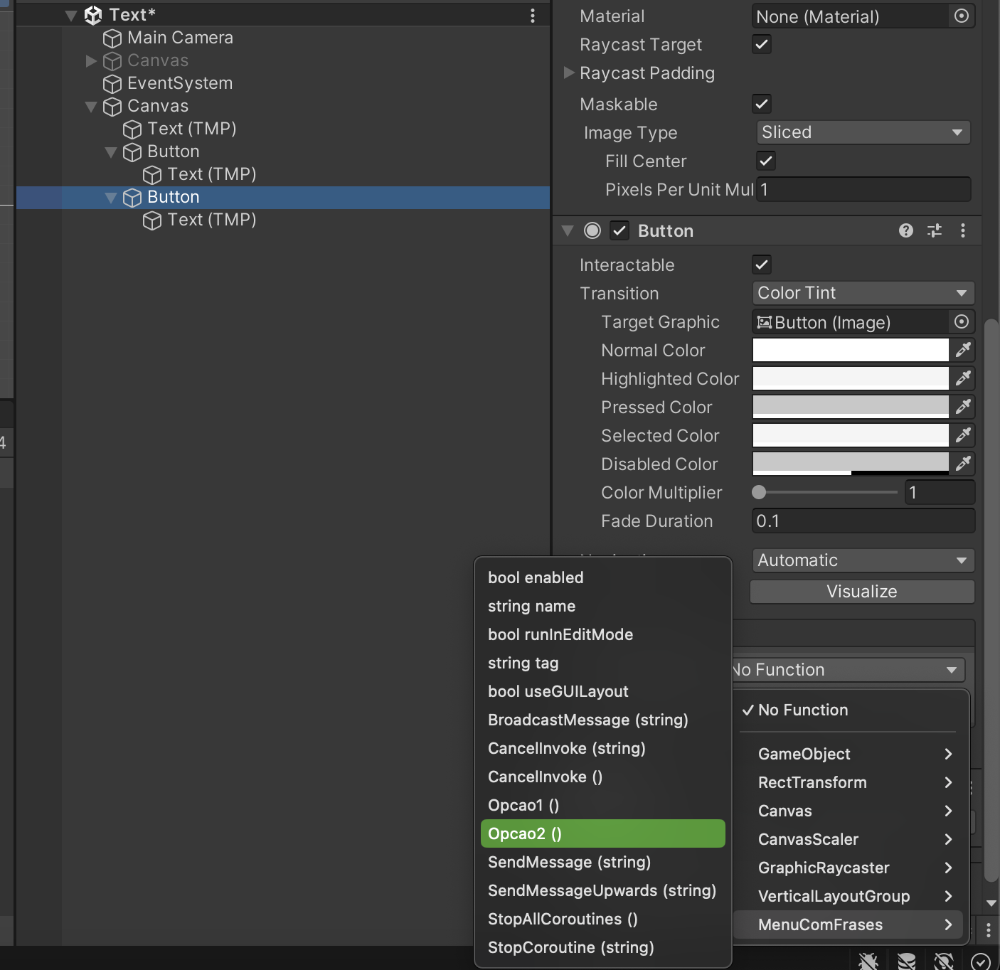 Text*
Main Camera
Canvas
EventSystem
Canvas
Text (TMP)
Button
Text (TMP)
Button
Text (TMP)
4
Material
None (Material)
Raycast Target
Raycast Padding
Maskable
Image Type
Sliced
Fill Center
Pixels Per Unit Mul
1
Button
Interactable
Transition
Color Tint
Target Graphic
Button (Image)
Normal Color
Highlighted Color
Pressed Color
Selected Color
Disabled Color
Color Multiplier
1
Fade Duration
0.1
Automatic
Visualize
No Function
bool enabled
string name
bool runInEditMode
string tag
bool useGUILayout
BroadcastMessage (string)
CancelInvoke (string)
CancelInvoke ()
Opcao1 ()
Opcao2 ()
SendMessage (string)
SendMessageUpwards (string)
StopAllCoroutines ()
StopCoroutine (string)
No Function
GameObject
RectTransform
Canvas
CanvasScaler
GraphicRaycaster
VerticalLayoutGroup
MenuComFrases